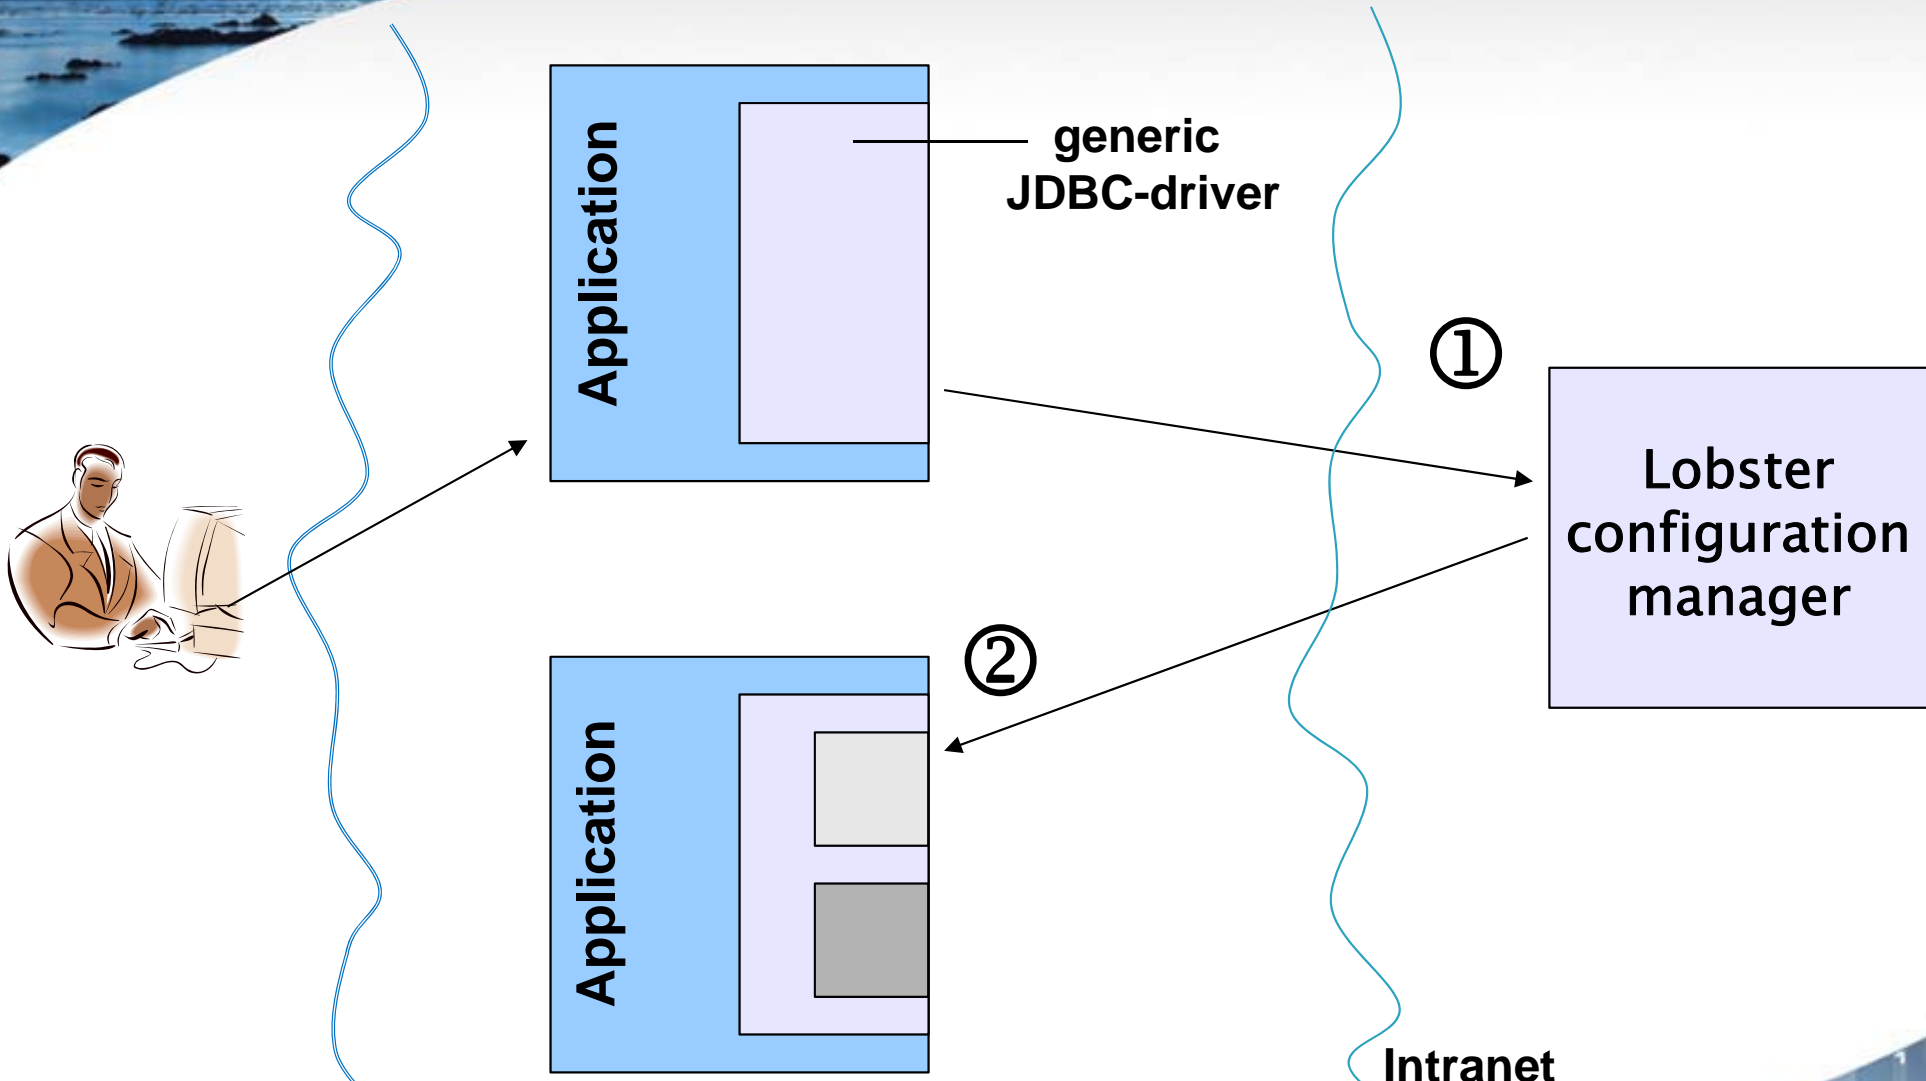 Application
generic
JDBC-driver
①
Lobster
configuration
manager
②
Application
Intranet